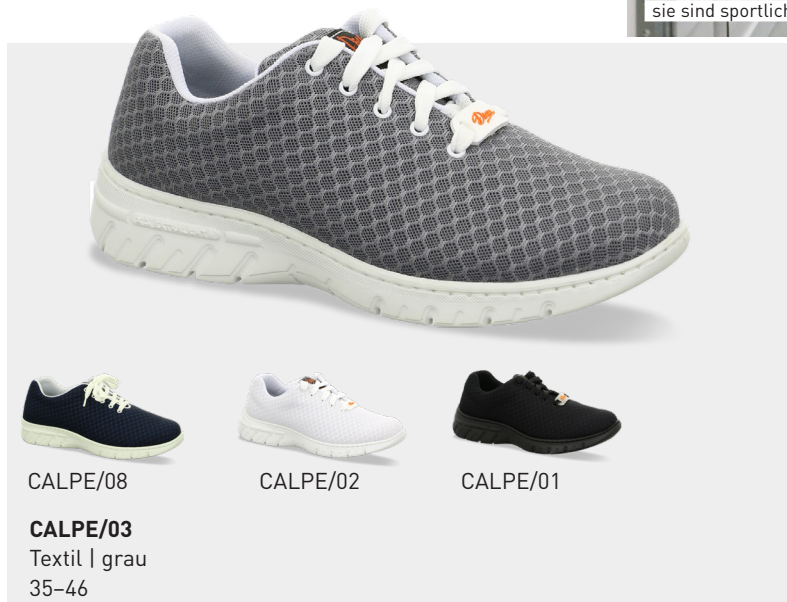 sie sind sportlich
CALPE/08
CALPE/02
CALPE/01
CALPE/03
Textil | grau
35–46